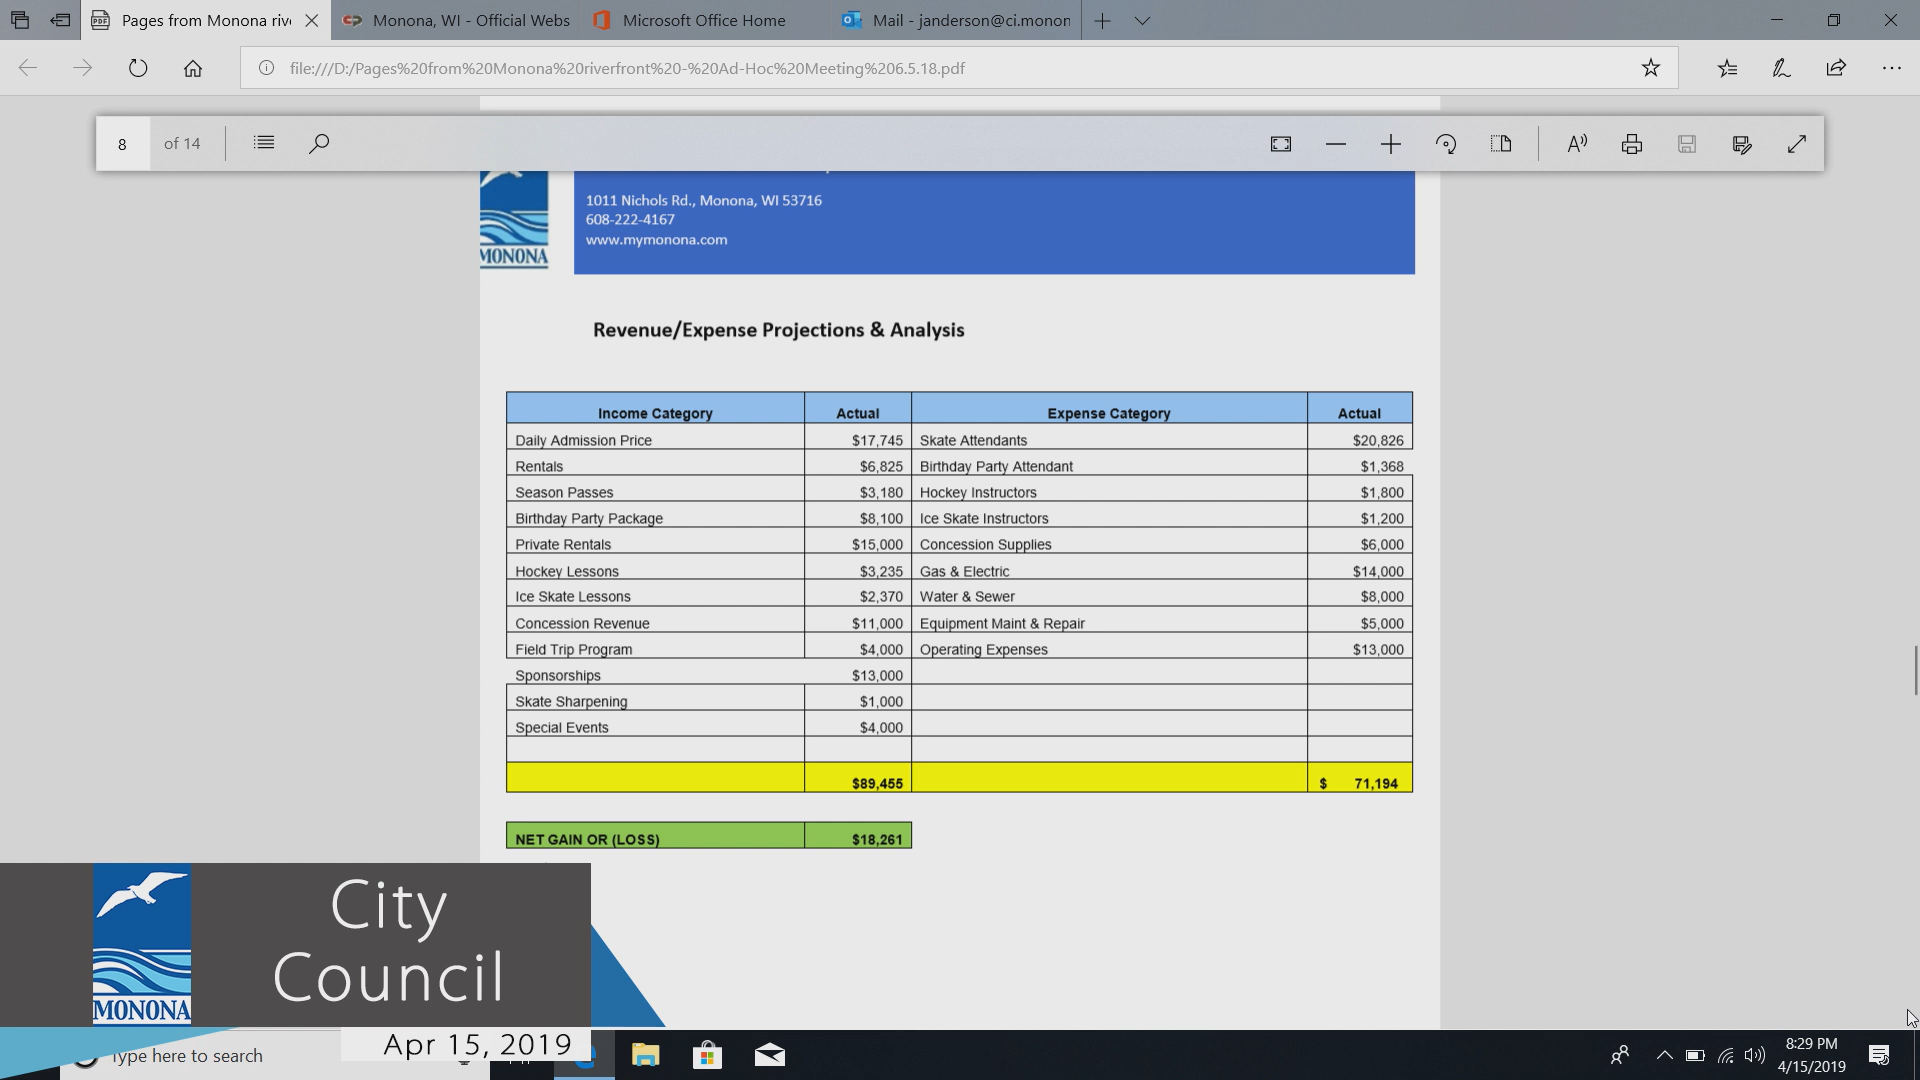 Pages from Monona rive
Monona, WI - Official Webs
Microsoft Office Home
Mail - janderson@ci.monon
file:///D:/Pages%20from%20Monona%20riverfront%20-%20Ad-Hoc%20Meeting%206.5.18.pdf
8 of 14
1011 Nichols Rd., Monona, WI 53716
608-222-4167
www.mymonona.com
MONONA
Revenue/Expense Projections & Analysis
Income Category Actual Expense Category Actual
Daily Admission Price $17,745 Skate Attendants $20,826
Rentals $6,825 Birthday Party Attendant $1,368
Season Passes $3,180 Hockey Instructors $1,800
Birthday Party Package $8,100 Ice Skate Instructors $1,200
Private Rentals $15,000 Concession Supplies $6,000
Hockey Lessons $3,235 Gas & Electric $14,000
Ice Skate Lessons $2,370 Water & Sewer $8,000
Concession Revenue $11,000 Equipment Maint & Repair $5,000
Field Trip Program $4,000 Operating Expenses $13,000
Sponsorships $13,000
Skate Sharpening $1,000
Special Events $4,000
$89,455 $ 71,194
NET GAIN OR (LOSS) $18,261
City
Council
MONONA
Apr 15, 2019
Type here to search
8:29 PM
4/15/2019